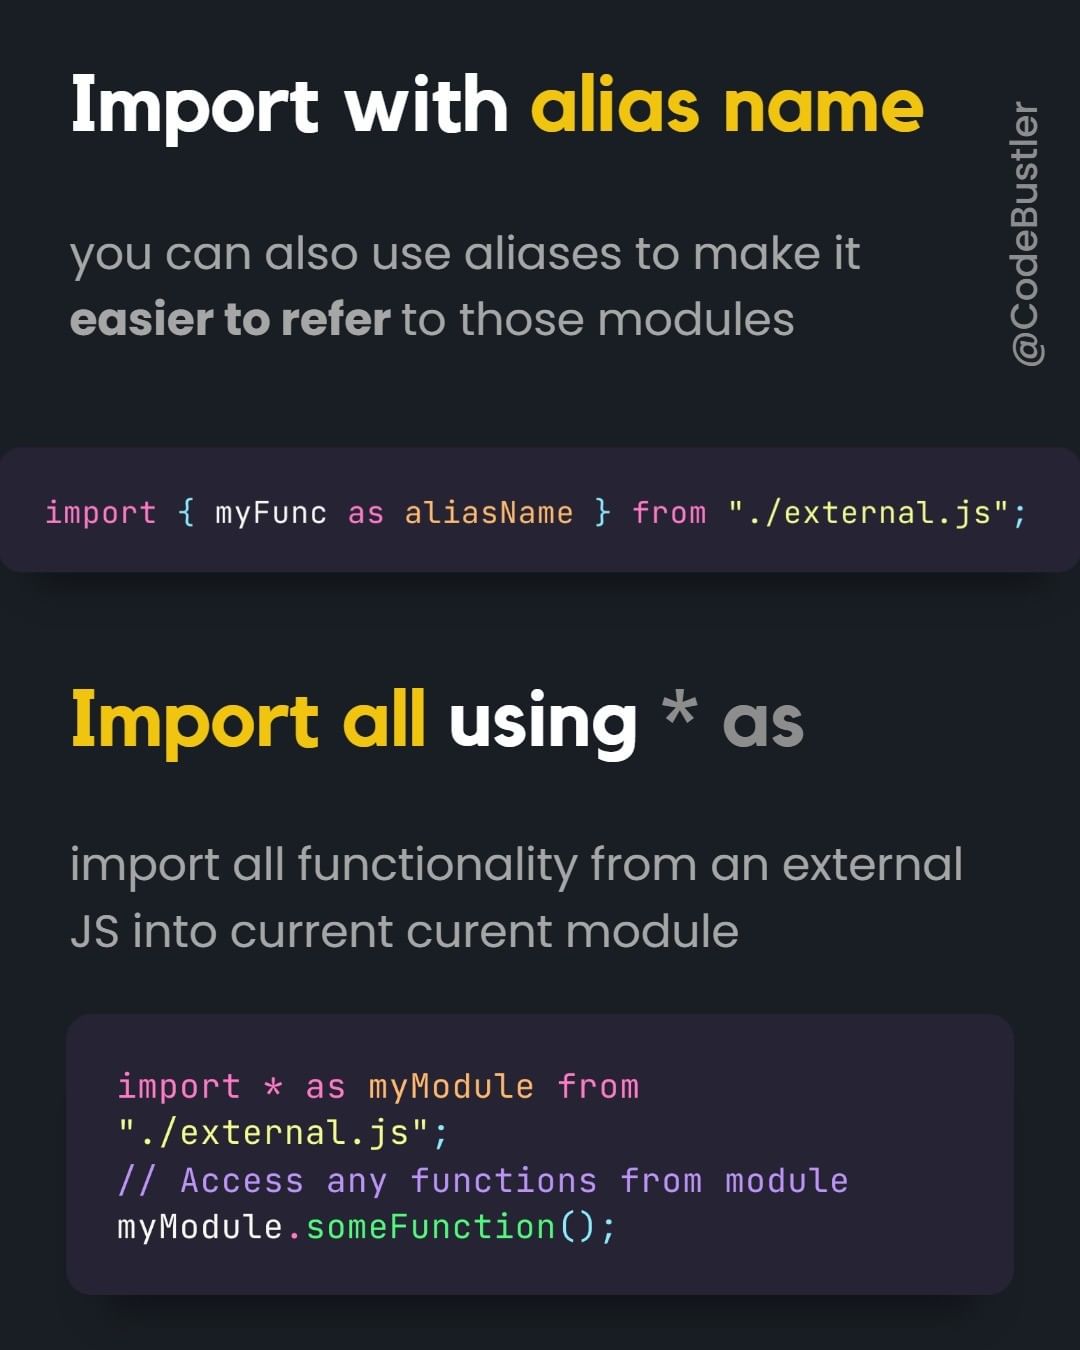 Import with alias name
@CodeBustler
you can also use aliases to make it
easier to refer to those modules
import { myFunc as aliasName } from "./external.js";
Import all using * as
import all functionality from an external
JS into current curent module
import * as myModule from
"./external.js";
// Access any functions from module
myModule.someFunction();